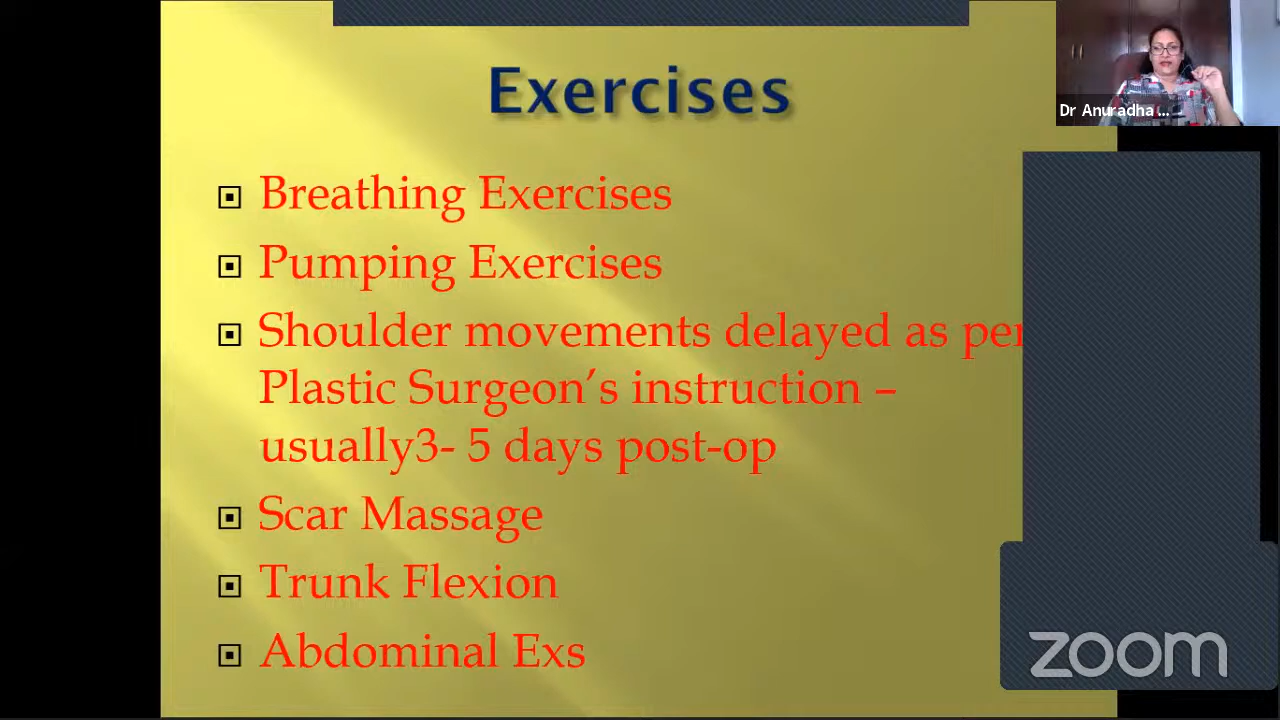 Exercises
Dr Anuradha ...
Breathing Exercises
Pumping Exercises
Shoulder movements delayed as per
Plastic Surgeon’s instruction –
usually3- 5 days post-op
Scar Massage
Trunk Flexion
Abdominal Exs
zoom